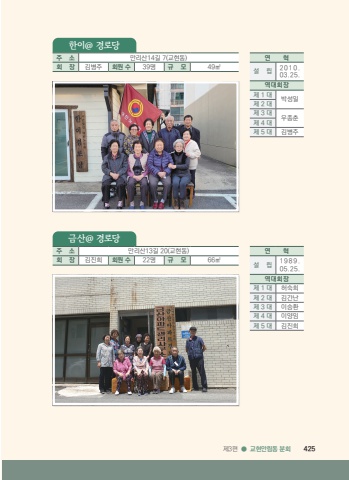 한이@ 경로당
주 소 안리산14길 7(교현동)
회 장 김병주 회원 수 39명 규 모 49㎡
연 혁
설 립 2010. 03.25.
역대회장
제 1 대 박성일
제 2 대
제 3 대 우종훈
제 4 대
제 5 대 김병주
금산@ 경로당
주 소 안리산13길 20(교현동)
회 장 김진희 회원 수 22명 규 모 66㎡
연 혁
설 립 1989. 05.25.
역대회장
제 1 대 허숙희
제 2 대 김간난
제 3 대 이승환
제 4 대 이양임
제 5 대 김진희
제3편 ● 교현안림동 문화 425